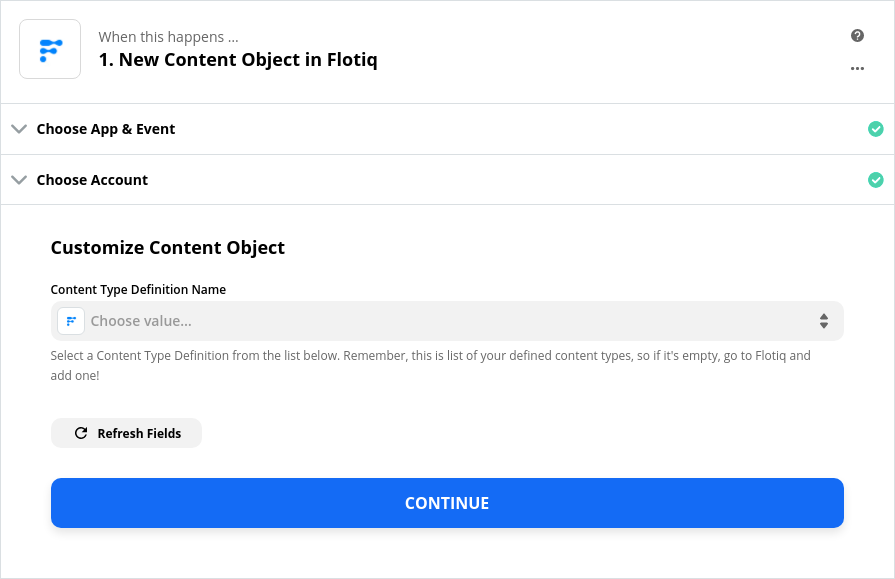 When this happens ...
1. New Content Object in Flotiq
Choose App & Event
Choose Account
Customize Content Object
Content Type Definition Name
Choose value...
Select a Content Type Definition from the list below. Remember, this is list of your defined content types, so if it's empty, go to Flotiq and
add one!
Refresh Fields
CONTINUE